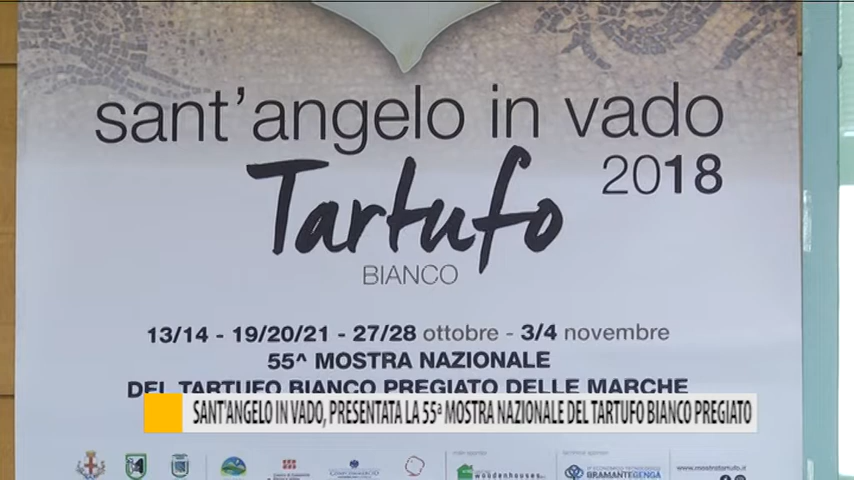 sant'angelo in vado
2018
Tartufo
BIANCO
13/14 - 19/20/21 - 27/28 ottobre - 3/4 novembre
55^ MOSTRA NAZIONALE
DEL TARTUFO BIANCO PREGIATO DELLE MARCHE
SANT'ANGELO IN VADO, PRESENTATA LA 55ª MOSTRA NAZIONALE DEL TARTUFO BIANCO PREGIATO
woodenhouses
BRAMANTEGENGA
www.mostratartufo.it